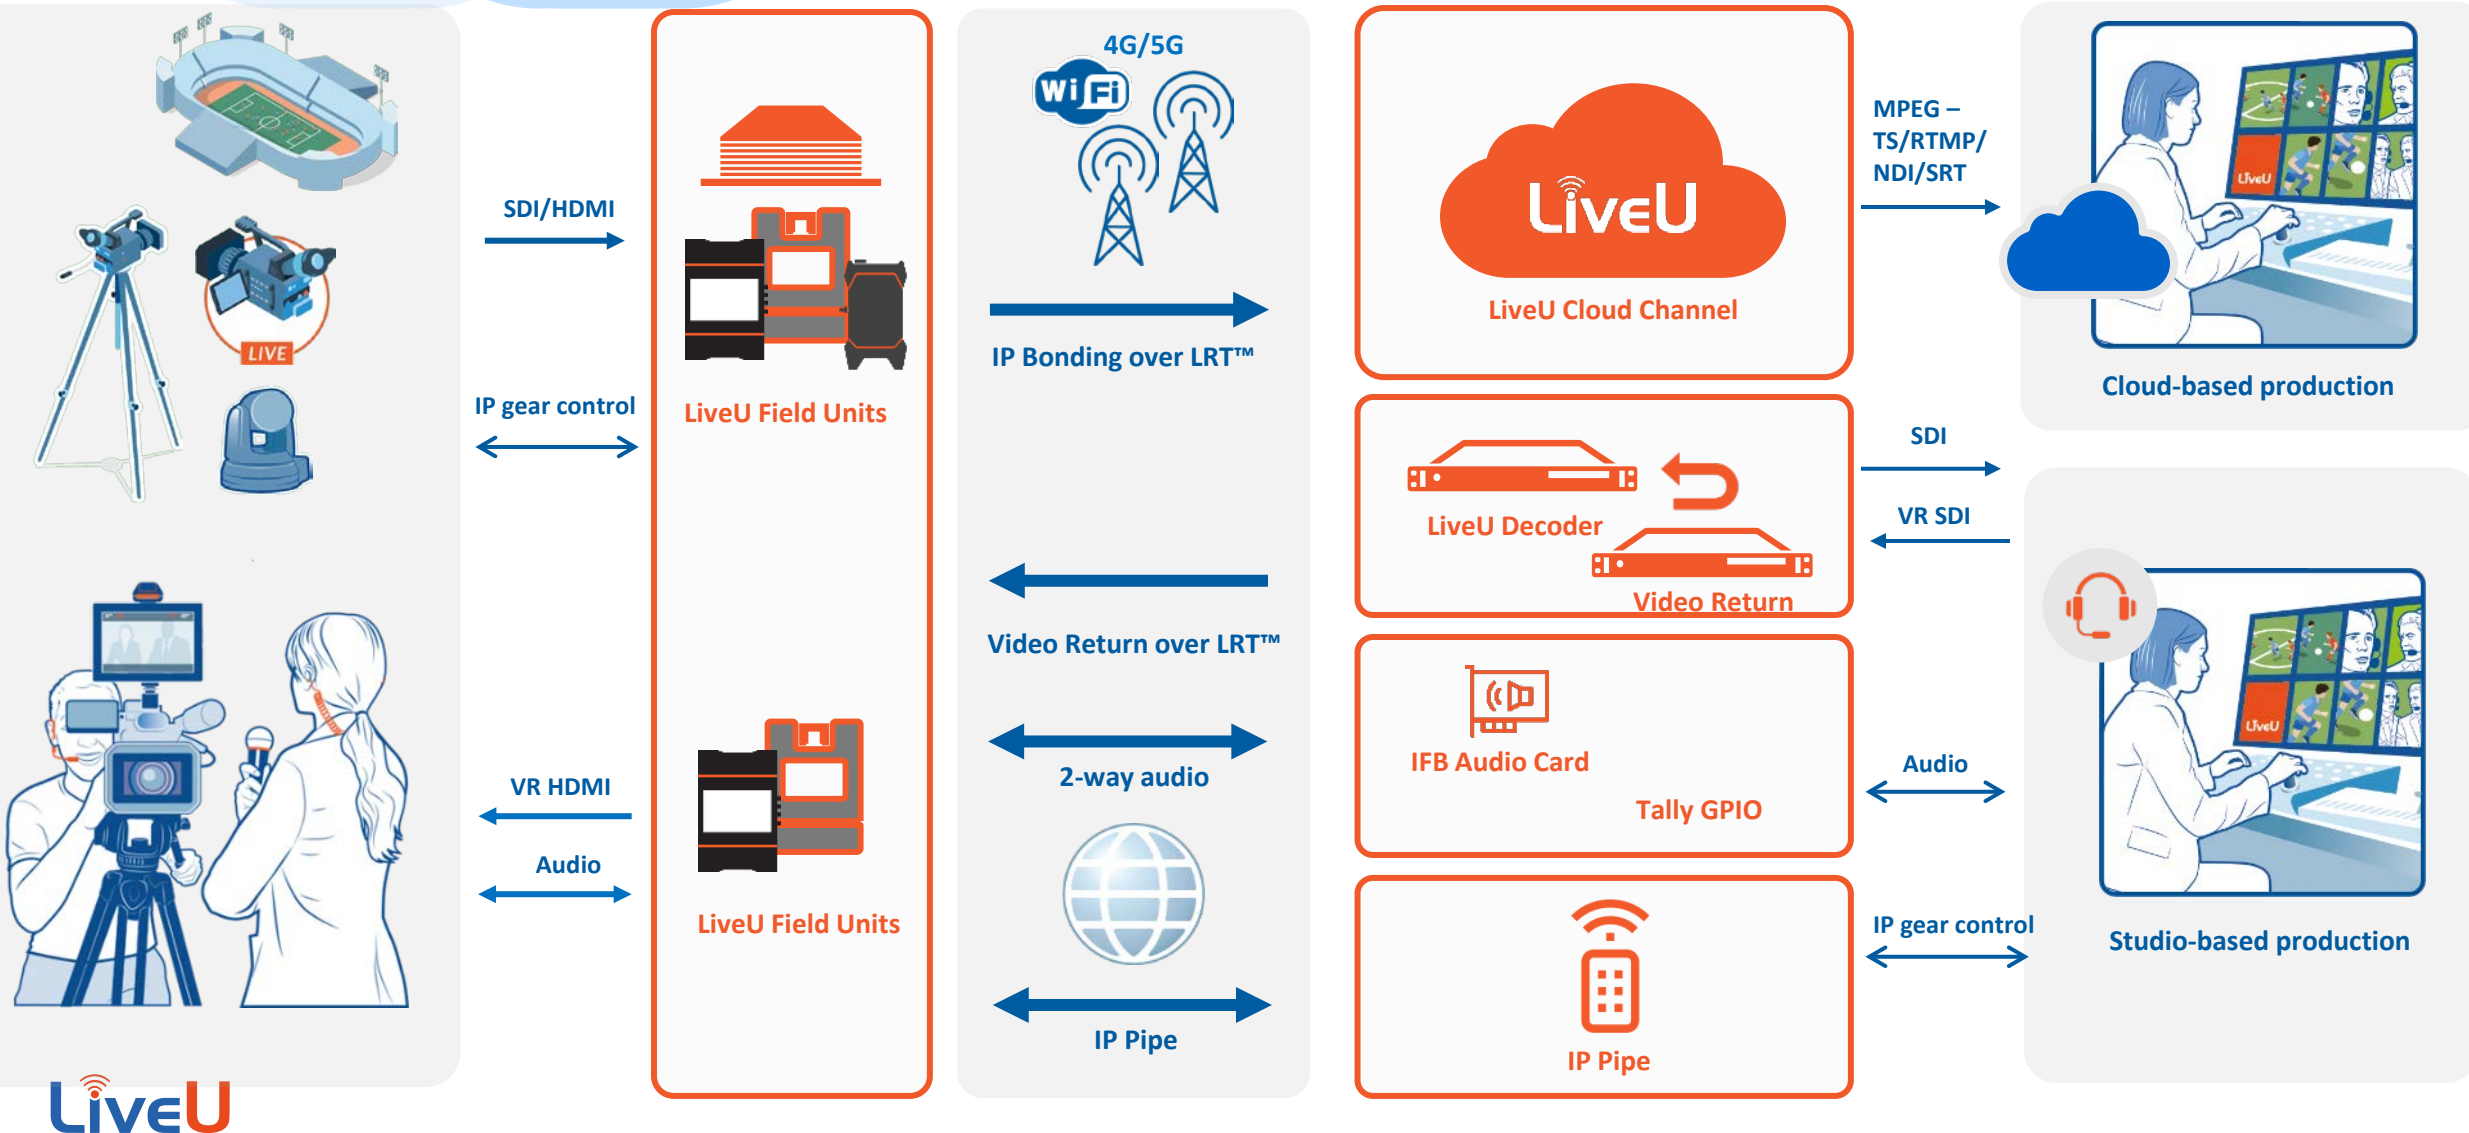 SDI/HDMI
IP gear control
LIVE
VR HDMI
Audio
LiveU Field Units
LiveU Field Units
4G/5G
WiFi
IP Bonding over LRT™
Video Return over LRT™
2-way audio
IP Pipe
LiveU
LiveU Cloud Channel
LiveU Decoder
Video Return
IFB Audio Card
Tally GPIO
IP Pipe
MPEG –
TS/RTMP/
NDI/SRT
SDI
VR SDI
Audio
IP gear control
LiveU
Cloud-based production
LiveU
Studio-based production
LiveU